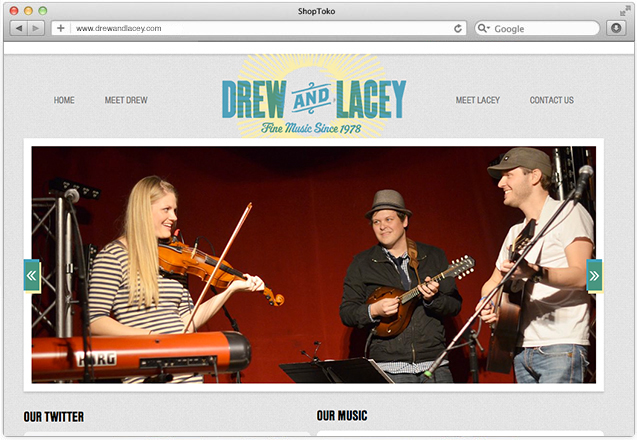 ShopToko
www.drewandlacey.com
Google
HOME
MEET DREW
DREW AND LACEY
Fine Music Since 1978
MEET LACEY
CONTACT US
KORG
OUR TWITTER
OUR MUSIC